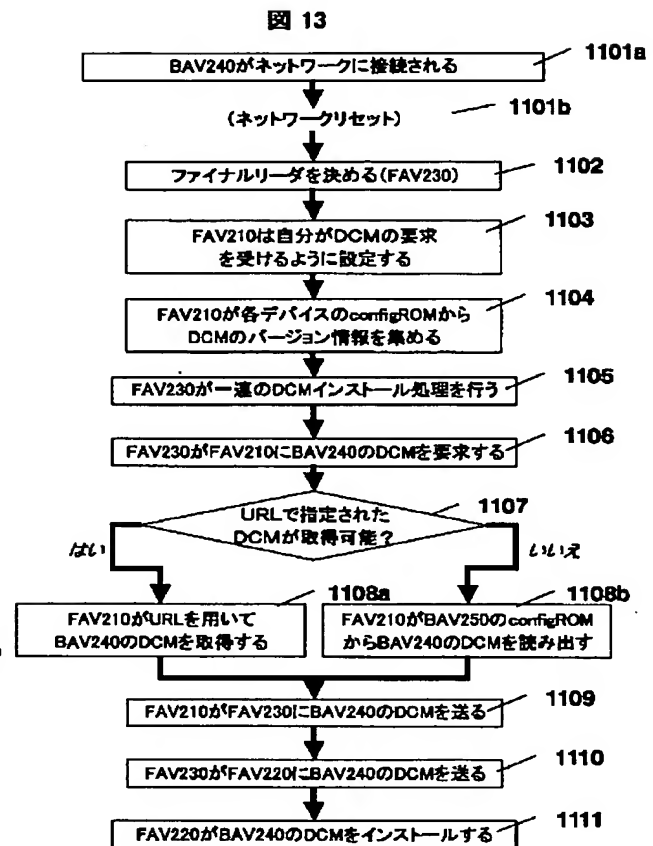 図 13
BAV240がネットワークに接続される
1101a
(ネットワークリセット)
1101b
ファイナルリーダを決める(FAV230)
1102
FAV210は自分がDCMの要求
を受けるように設定する
1103
FAV210が各デバイスのconfigROMから
DCMのバージョン情報を集める
1104
FAV230が一連のDCMインストール処理を行う
1105
FAV230がFAV210にBAV240のDCMを要求する
1106
URLで指定された
DCMが取得可能?
1107
はい
いいえ
FAV210がURLを用いて
BAV240のDCMを取得する
1108a
FAV210がBAV250のconfigROM
からBAV240のDCMを読み出す
1108b
FAV210がFAV230にBAV240のDCMを送る
1109
FAV230がFAV220にBAV240のDCMを送る
1110
FAV220がBAV240のDCMをインストールする
1111